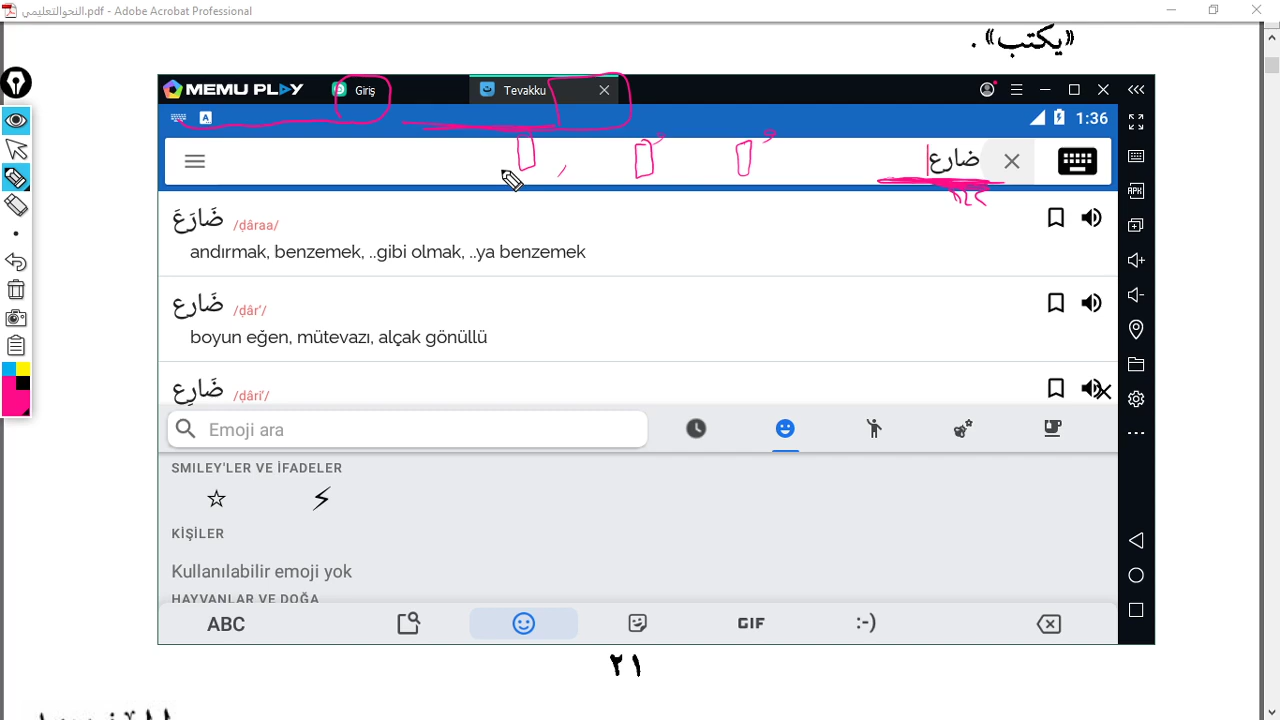 النحوالتعليمي.pdf - Adobe Acrobat Professional
«يكتب» .
MEMU PLAY
Giriş
Tevakku
1:36
ضارع
ضَارَعَ /ḍâraa/
andırmak, benzemek, ..gibi olmak, ..ya benzemek
ضَارع /ḍâr'/
boyun eğen, mütevazı, alçak gönüllü
ضَارِع /ḍâri'/
Emoji ara
SMILEY'LER VE İFADELER
KİŞİLER
Kullanılabilir emoji yok
HAYVANLAR VE DOĞA
ABC
GIF
:-)
٢١